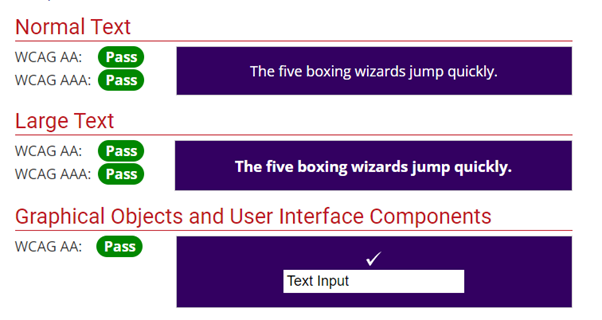 Normal Text
WCAG AA: Pass
WCAG AAA: Pass
The five boxing wizards jump quickly.
Large Text
WCAG AA: Pass
WCAG AAA: Pass
The five boxing wizards jump quickly.
Graphical Objects and User Interface Components
WCAG AA: Pass
✓
Text Input